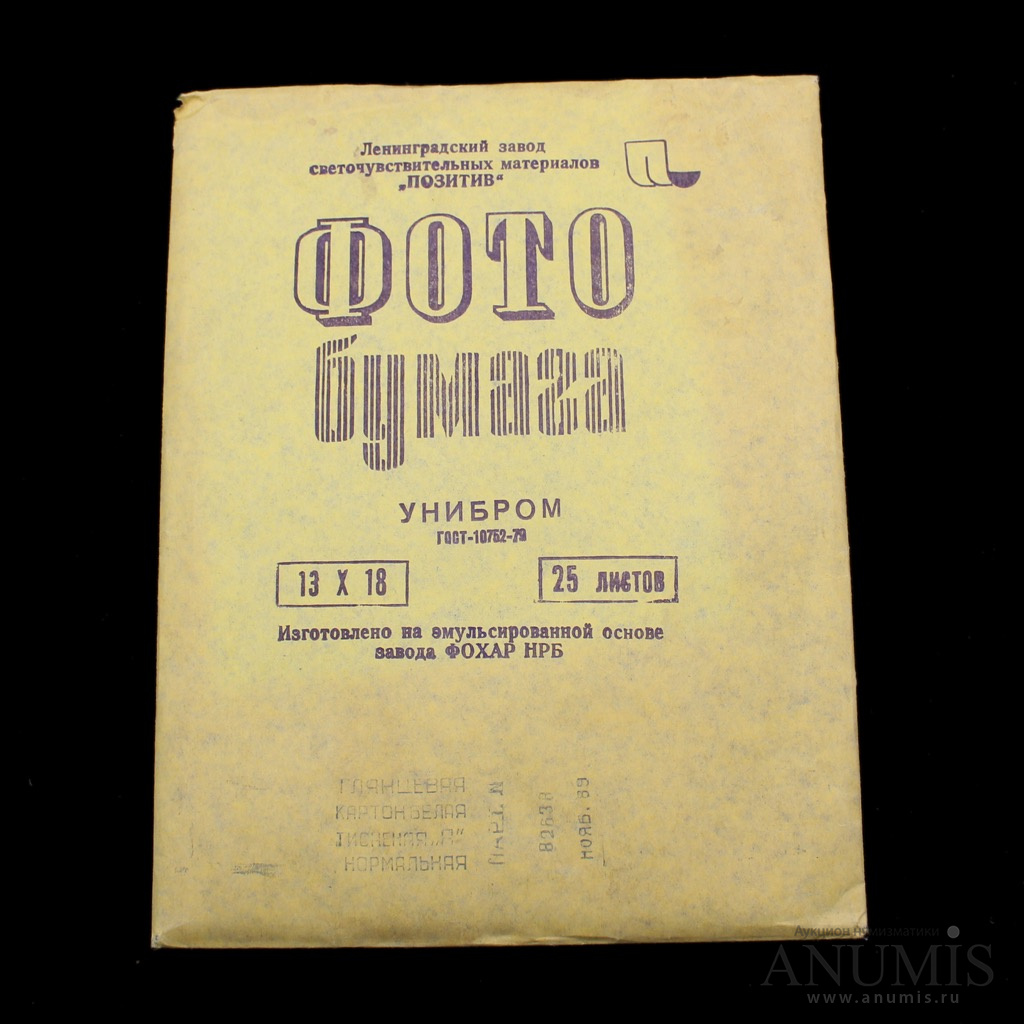 Ленинградский завод
светочувствительных материалов
„ПОЗИТИВ“
ФОТО
бумага
УНИБРОМ
ГОСТ-10752-79
13 X 18
25 листов
Изготовлено на эмульсированной основе
завода ФОХАР НРБ
ГЛЯНЦЕВАЯ
КАРТОН БЕЛАЯ
ТИСНЕНАЯ „П“
НОРМАЛЬНАЯ
НОЯБ. 89
Аукцион нумизматики
ANUMIS
www.anumis.ru